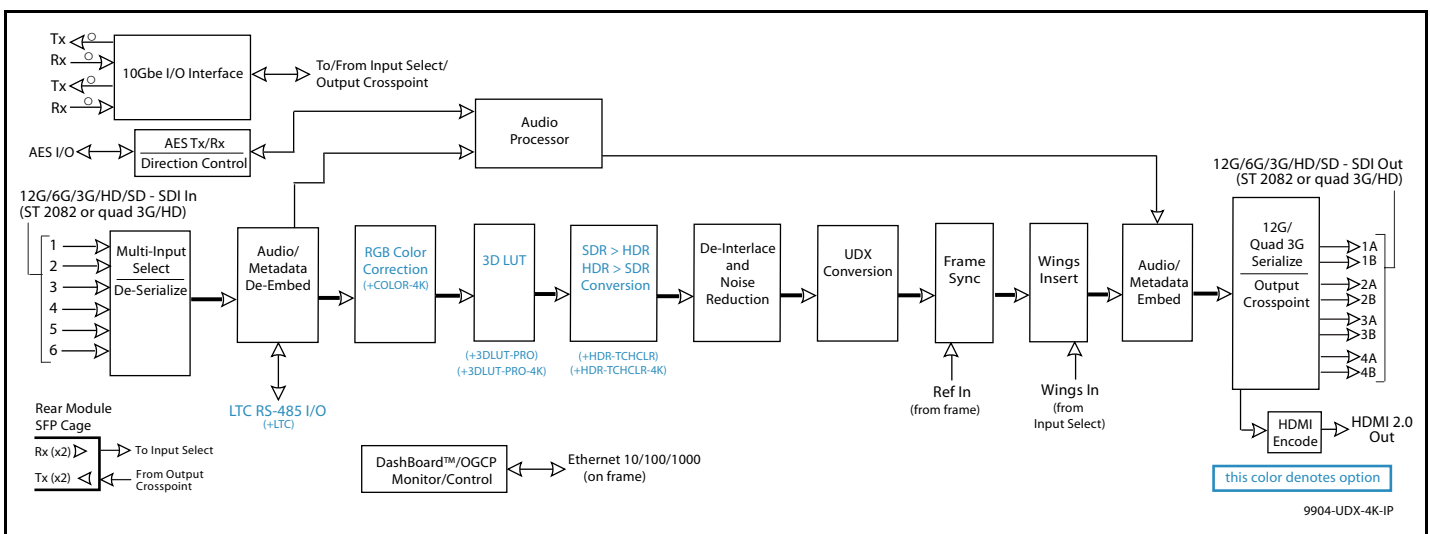 Tx
Rx
Tx
Rx
10Gbe I/O Interface
To/From Input Select/
Output Crosspoint
AES I/O
AES Tx/Rx
Direction Control
Audio
Processor
12G/6G/3G/HD/SD - SDI In
(ST 2082 or quad 3G/HD)
1
2
3
4
5
6
Multi-Input
Select
De-Serialize
Audio/
Metadata
De-Embed
LTC RS-485 I/O
(+LTC)
RGB Color
Correction
(+COLOR-4K)
3D LUT
(+3DLUT-PRO)
(+3DLUT-PRO-4K)
SDR > HDR
HDR > SDR
Conversion
(+HDR-TCHCLR)
(+HDR-TCHCLR-4K)
De-Interlace
and
Noise
Reduction
UDX
Conversion
Frame
Sync
Ref In
(from frame)
Wings
Insert
Wings In
(from
Input Select)
Audio/
Metadata
Embed
12G/6G/3G/HD/SD - SDI Out
(ST 2082 or quad 3G/HD)
12G/
Quad 3G
Serialize
Output
Crosspoint
1A
1B
2A
2B
3A
3B
4A
4B
HDMI
Encode
HDMI 2.0
Out
Rear Module
SFP Cage
Rx (x2)
To Input Select
Tx (x2)
From Output
Crosspoint
DashBoard™/OGCP
Monitor/Control
Ethernet 10/100/1000
(on frame)
this color denotes option
9904-UDX-4K-IP